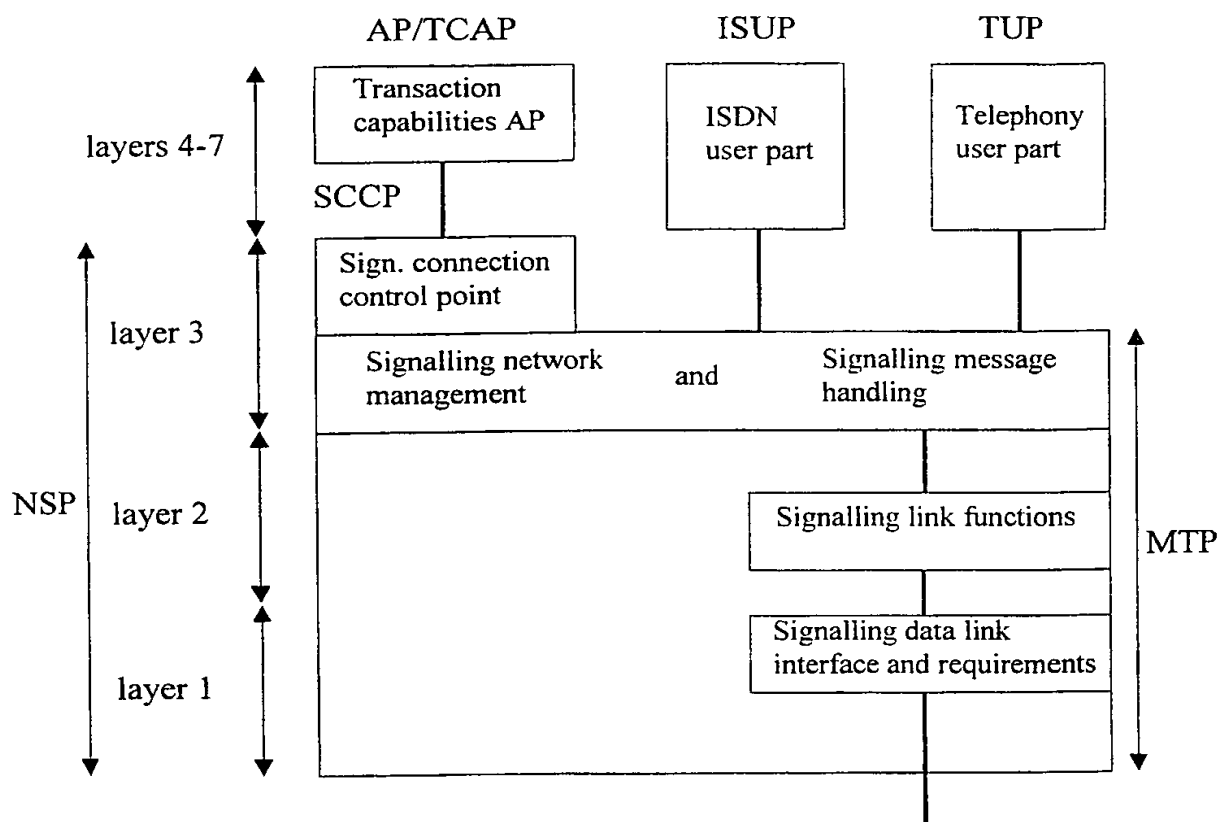 AP/TCAP
ISUP
TUP
layers 4-7
Transaction
capabilities AP
ISDN
user part
Telephony
user part
SCCP
Sign. connection
control point
layer 3
Signalling network
management
and
Signalling message
handling
NSP
layer 2
Signalling link functions
MTP
layer 1
Signalling data link
interface and requirements